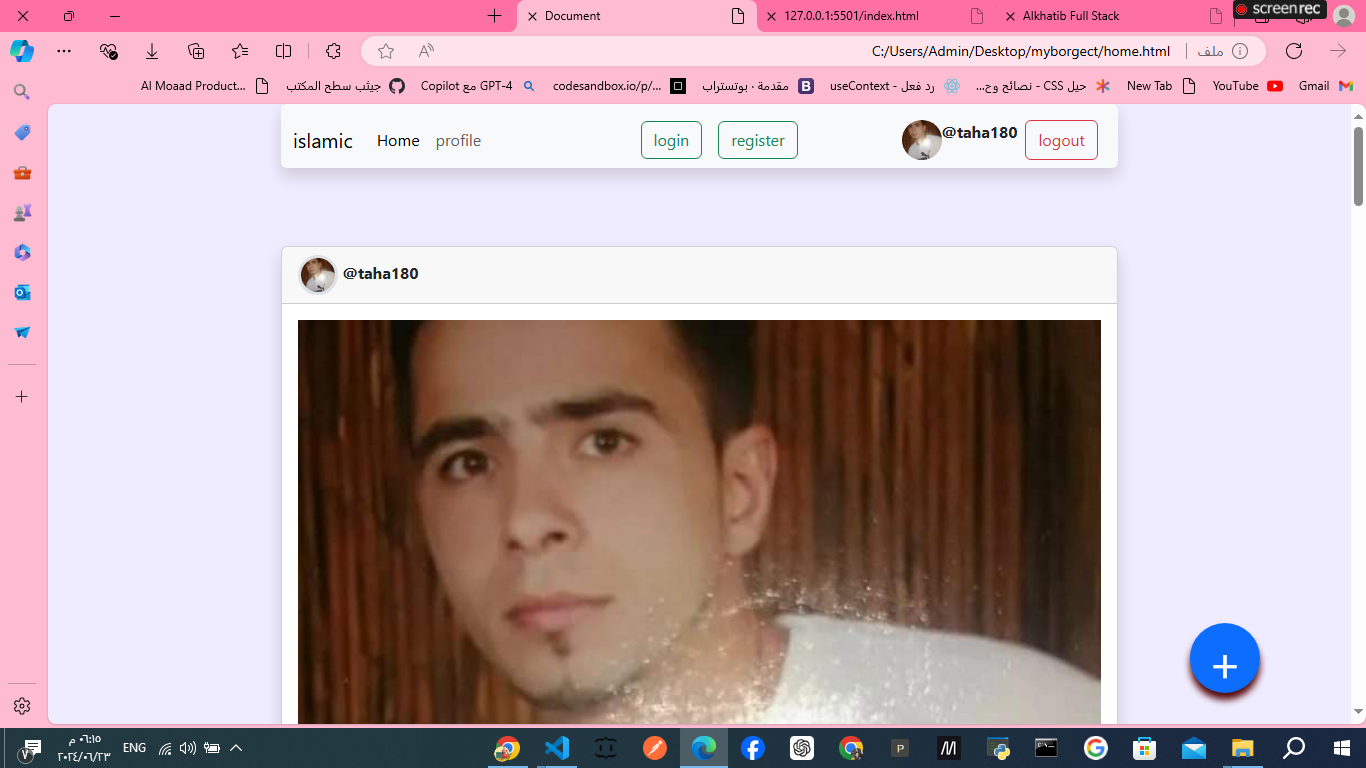 Document
127.0.0.1:5501/index.html
Alkhatib Full Stack
screenrec
C:/Users/Admin/Desktop/myborgect/home.html
ملف
Al Moaad Product...
جيثب سطح المكتب
Copilot مع GPT-4
codesandbox.io/p/...
مقدمة · بوتستراب
useContext - رد فعل
حيل CSS - نصائح وح...
New Tab
YouTube
Gmail
islamic
Home
profile
login
register
@taha180
logout
@taha180
٠٦:١٥ م
٢٠٢٤/٠٦/٢٣
ENG